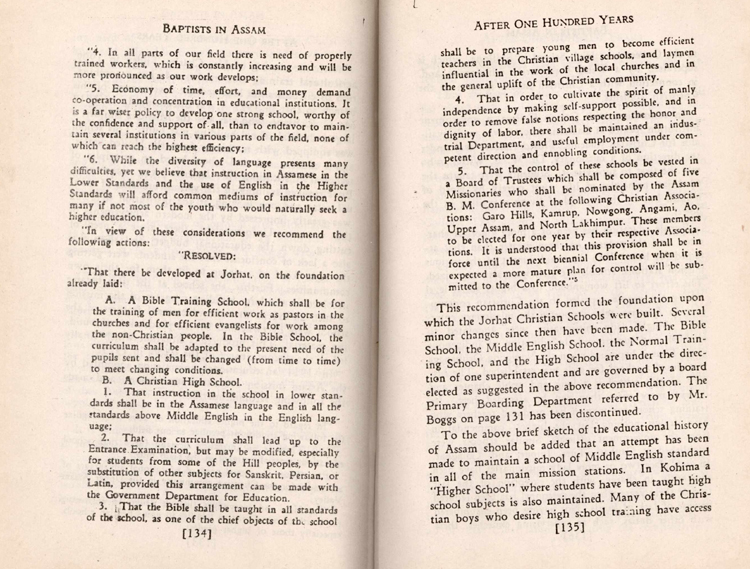 BAPTISTS IN ASSAM
"4. In all parts of our field there is need of properly
trained workers, which is constantly increasing and will be
more pronounced as our work develops;
"5. Economy of time, effort, and money demand
co-operation and concentration in educational institutions. It
is a far wiser policy to develop one strong school, worthy of
the confidence and support of all, than to endeavor to main-
tain several institutions in various parts of the field, none of
which can reach the highest efficiency;
"6. While the diversity of language presents many
difficulties, yet we believe that instruction in Assamese in the
Lower Standards and the use of English in the Higher
Standards will afford common mediums of instruction for
many if not most of the youth who would naturally seek a
higher education.
"In view of these considerations we recommend the
following actions:
"RESOLVED:
"That there be developed at Jorhat, on the foundation
already laid:
A. A Bible Training School, which shall be for
the training of men for efficient work as pastors in the
churches and for efficient evangelists for work among
the non-Christian people. In the Bible School, the
curriculum shall be adapted to the present need of the
pupils sent and shall be changed (from time to time)
to meet changing conditions.
B. A Christian High School.
1. That instruction in the school in lower stan-
dards shall be in the Assamese language and in all the
standards above Middle English in the English lang-
uage;
2. That the curriculum shall lead up to the
Entrance Examination, but may be modified, especially
for students from some of the Hill peoples, by the
substitution of other subjects for Sanskrit, Persian, or
Latin, provided this arrangement can be made with
the Government Department for Education.
3. That the Bible shall be taught in all standards
of the school, as one of the chief objects of the school
[134]
AFTER ONE HUNDRED YEARS
shall be to prepare young men to become efficient
teachers in the Christian village schools, and laymen
influential in the work of the local churches and in
the general uplift of the Christian community.
4. That in order to cultivate the spirit of manly
independence by making self-support possible, and in
order to remove false notions respecting the honor and
dignity of labor, there shall be maintained an indus-
trial Department, and useful employment under com-
petent direction and ennobling conditions.
5. That the control of these schools be vested in
a Board of Trustees which shall be composed of five
Missionaries who shall be nominated by the Assam
B. M. Conference at the following Christian Associa-
tions: Garo Hills, Kamrup, Nowgong, Angami, Ao,
Upper Assam, and North Lakhimpur. These members
to be elected for one year by their respective Associa-
tions. It is understood that this provision shall be in
force until the next biennial Conference when it is
expected a more mature plan for control will be sub-
mitted to the Conference."5
This recommendation formed the foundation upon
which the Jorhat Christian Schools were built. Several
minor changes since then have been made. The Bible
School, the Middle English School, the Normal Train-
ing School, and the High School are under the direc-
tion of one superintendent and are governed by a board
elected as suggested in the above recommendation. The
Primary Boarding Department referred to by Mr.
Boggs on page 131 has been discontinued.
To the above brief sketch of the educational history
of Assam should be added that an attempt has been
made to maintain a school of Middle English standard
in all of the main mission stations. In Kohima a
"Higher School" where students have been taught high
school subjects is also maintained. Many of the Chris-
tian boys who desire high school training have access
[135]